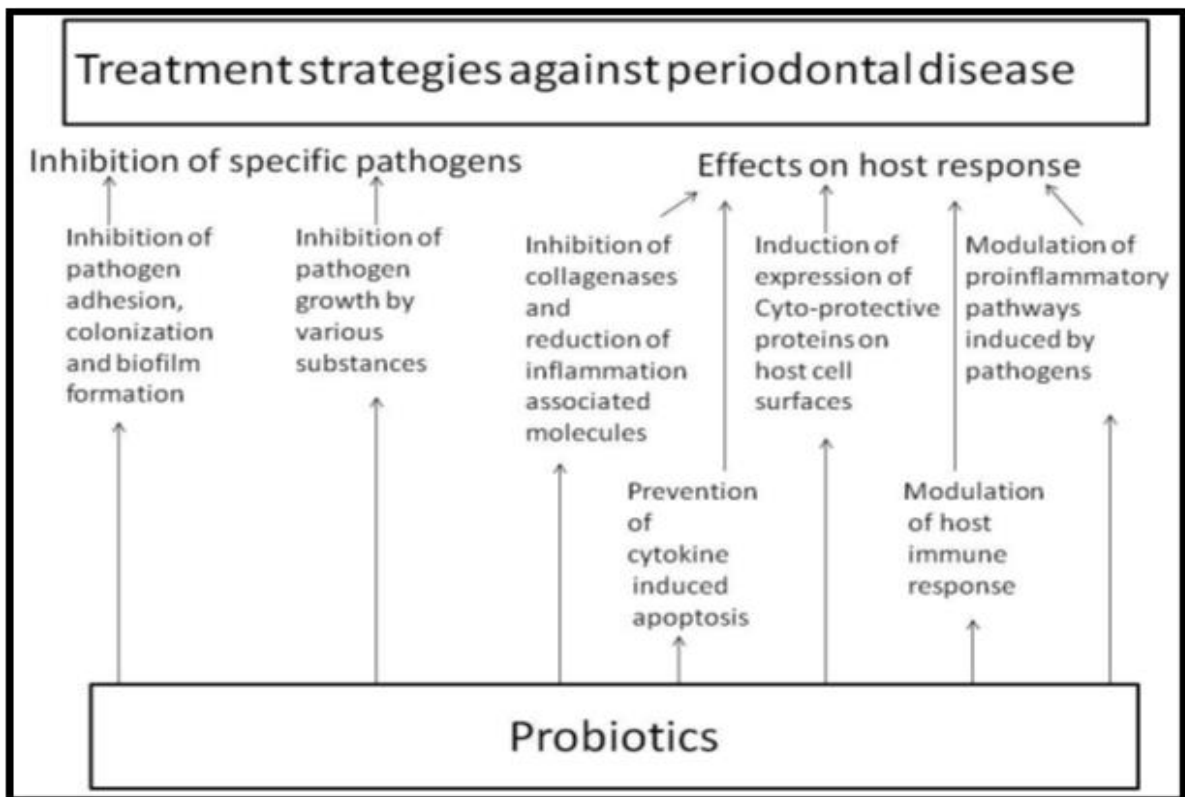 Treatment strategies against periodontal disease
Inhibition of specific pathogens
Effects on host response
Inhibition of
pathogen
adhesion,
colonization
and biofilm
formation
Inhibition of
pathogen
growth by
various
substances
Inhibition of
collagenases
and
reduction of
inflammation
associated
molecules
Induction of
expression of
Cyto-protective
proteins on
host cell
surfaces
Modulation of
proinflammatory
pathways
induced by
pathogens
Prevention
of
cytokine
induced
apoptosis
Modulation
of host
immune
response
Probiotics